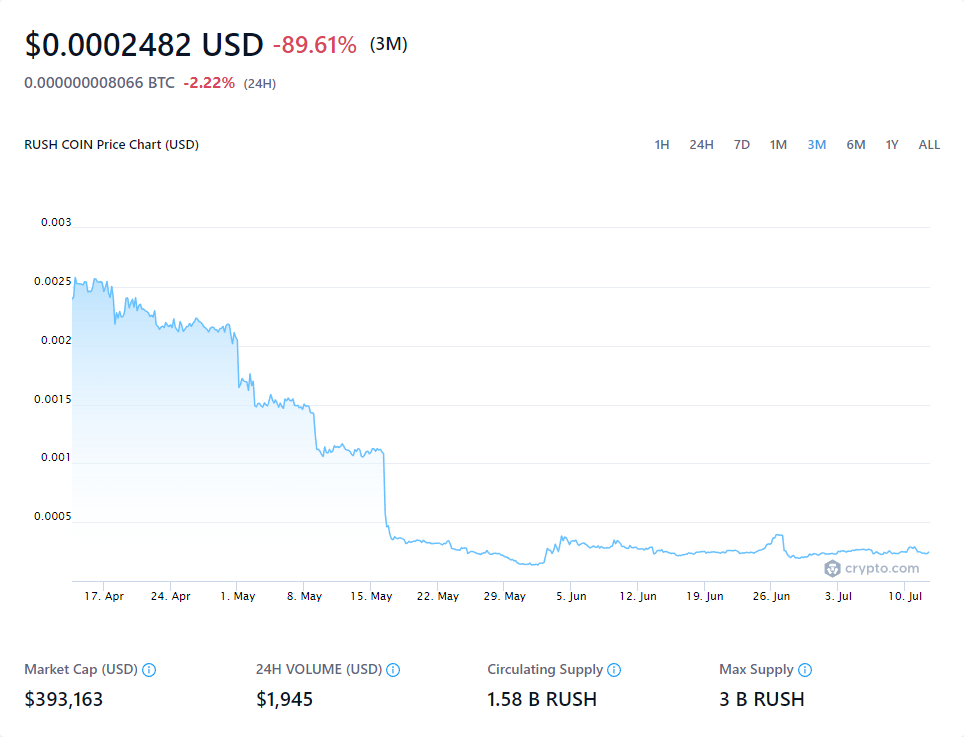 $0.0002482 USD -89.61% (3M)
0.000000008066 BTC -2.22% (24H)
RUSH COIN Price Chart (USD) 1H 24H 7D 1M 3M 6M 1Y ALL
0.003
0.0025
0.002
0.0015
0.001
0.0005
crypto.com
17. Apr 24. Apr 1. May 8. May 15. May 22. May 29. May 5. Jun 12. Jun 19. Jun 26. Jun 3. Jul 10. Jul
Market Cap (USD) 24H VOLUME (USD) Circulating Supply Max Supply
$393,163 $1,945 1.58 B RUSH 3 B RUSH